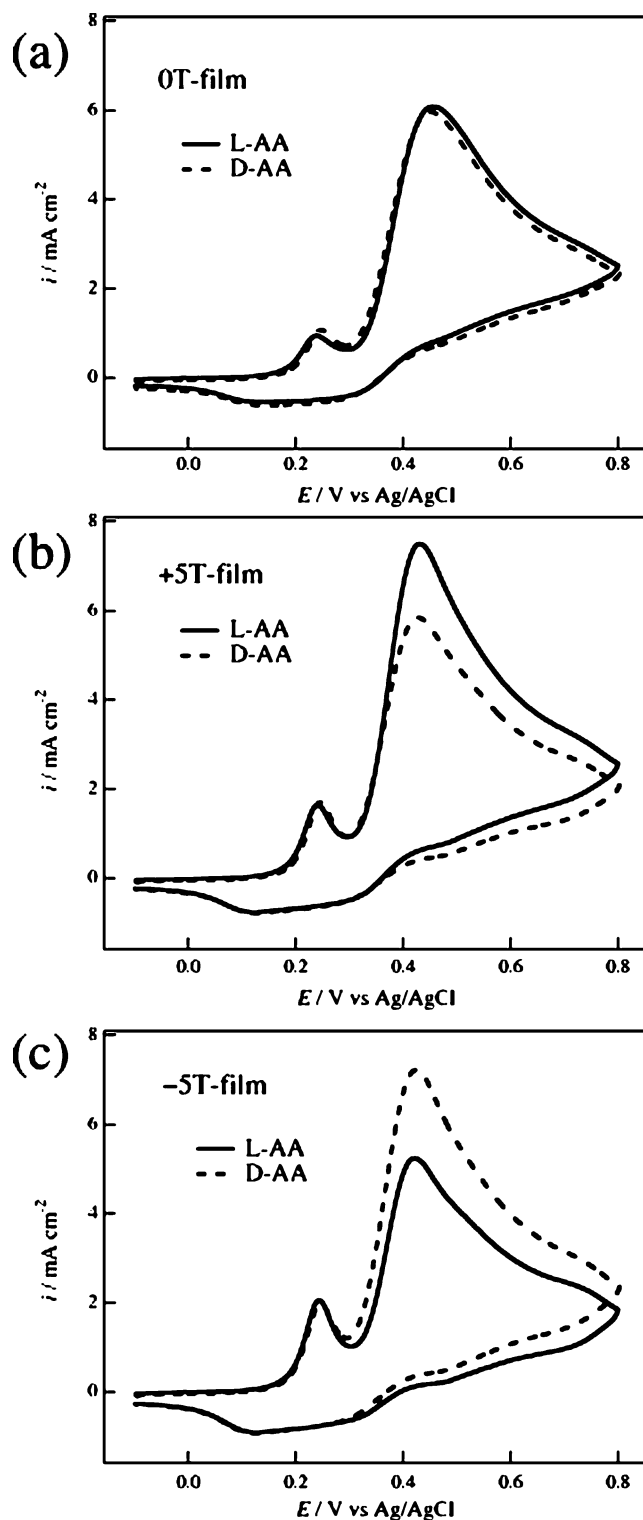 (a)
8
0T-film
L-AA
D-AA
6
4
2
0
i / mA cm-2
0.0 0.2 0.4 0.6 0.8
E / V vs Ag/AgCl
(b)
8
+5T-film
L-AA
D-AA
6
4
2
0
i / mA cm-2
0.0 0.2 0.4 0.6 0.8
E / V vs Ag/AgCl
(c)
8
−5T-film
L-AA
D-AA
6
4
2
0
i / mA cm-2
0.0 0.2 0.4 0.6 0.8
E / V vs Ag/AgCl